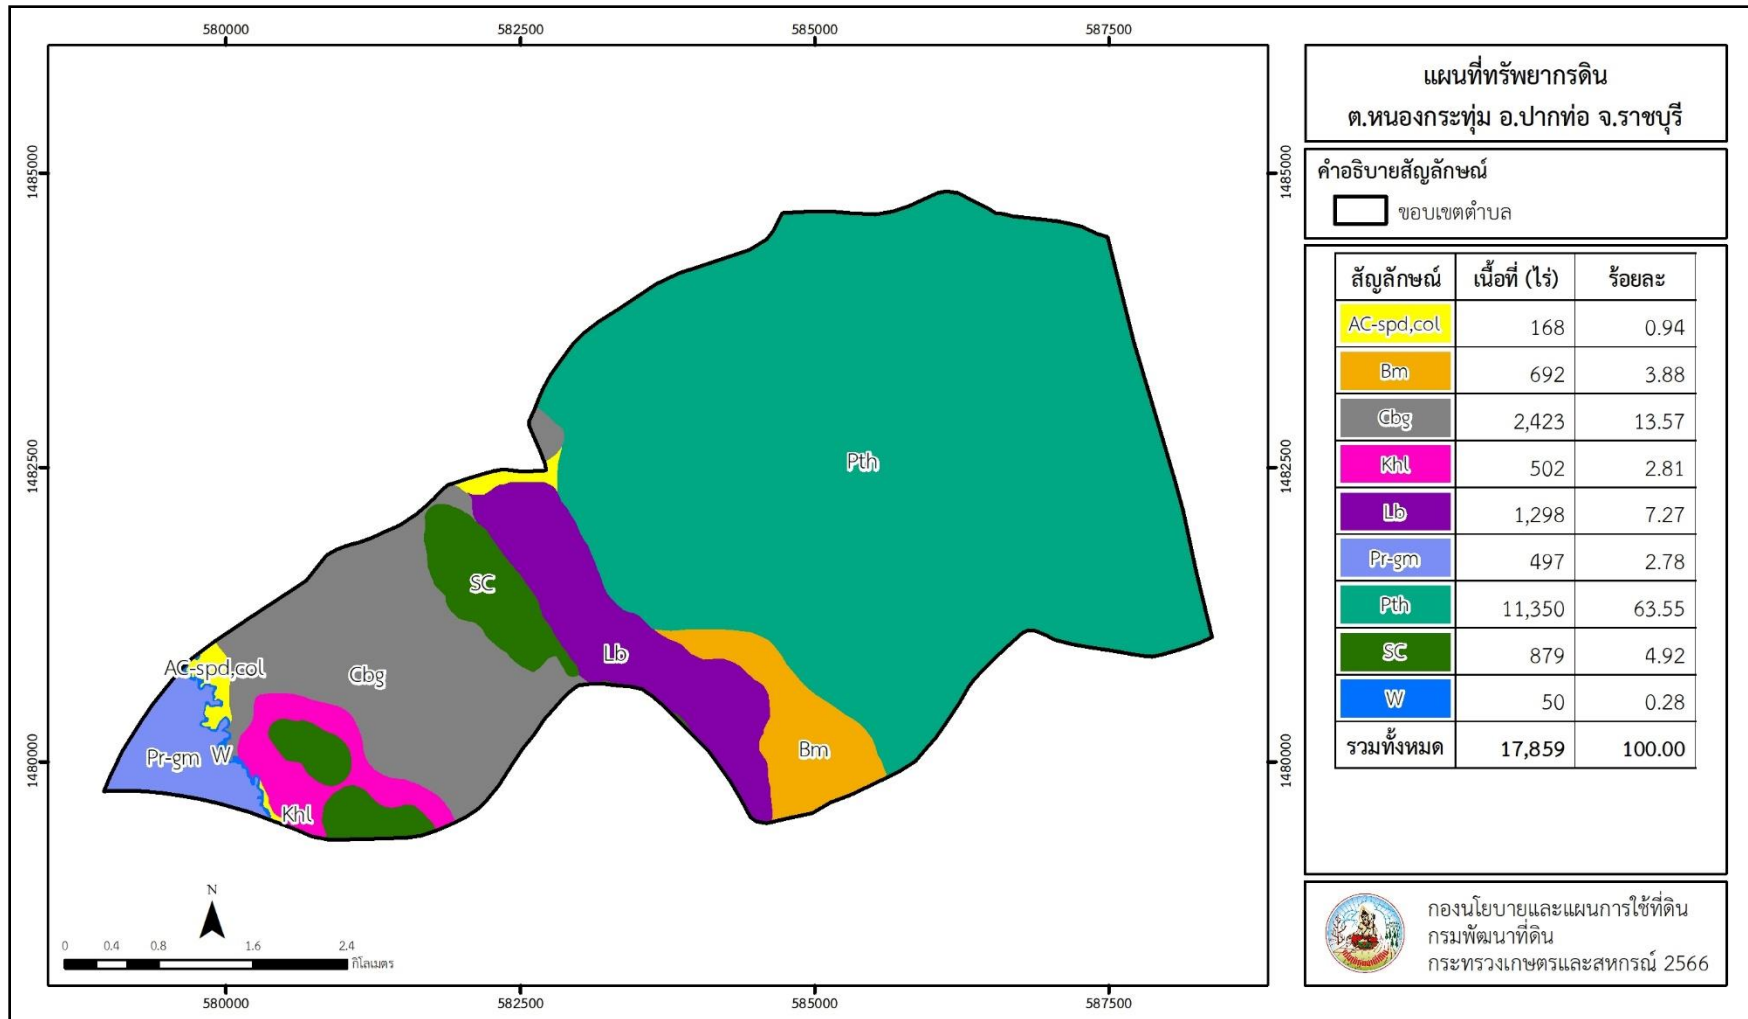 580000
582500
585000
587500
แผนที่ทรัพยากรดิน
ต.หนองกระทุ่ม อ.ปากท่อ จ.ราชบุรี
คำอธิบายสัญลักษณ์
ขอบเขตตำบล
1485000
1485000
1482500
1482500
1480000
1480000
Pth
SC
Lb
Cbg
AC-spd,col
Pr-gm
W
Bm
Khl
สัญลักษณ์ เนื้อที่ (ไร่) ร้อยละ
AC-spd,col 168 0.94
Bm 692 3.88
Cbg 2,423 13.57
Khl 502 2.81
Lb 1,298 7.27
Pr-gm 497 2.78
Pth 11,350 63.55
SC 879 4.92
W 50 0.28
รวมทั้งหมด 17,859 100.00
N
0 0.4 0.8 1.6 2.4
กิโลเมตร
580000
582500
585000
587500
กองนโยบายและแผนการใช้ที่ดิน
กรมพัฒนาที่ดิน
กระทรวงเกษตรและสหกรณ์ 2566